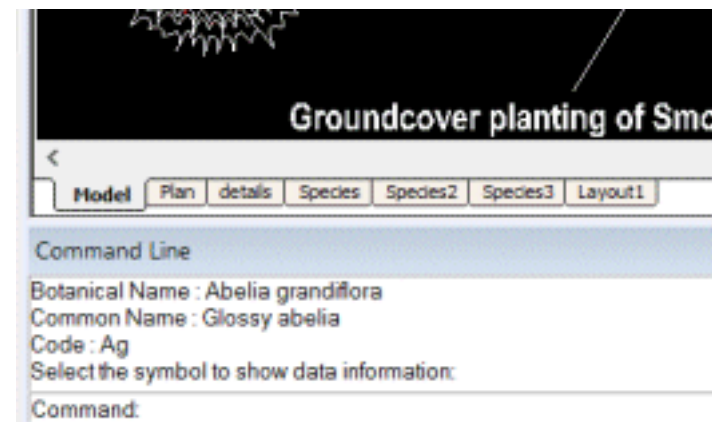 Groundcover planting of
Model Plan details Species Species2 Species3 Layout1
Command Line
Botanical Name : Abelia grandiflora
Common Name : Glossy abelia
Code : Ag
Select the symbol to show data information:
Command: